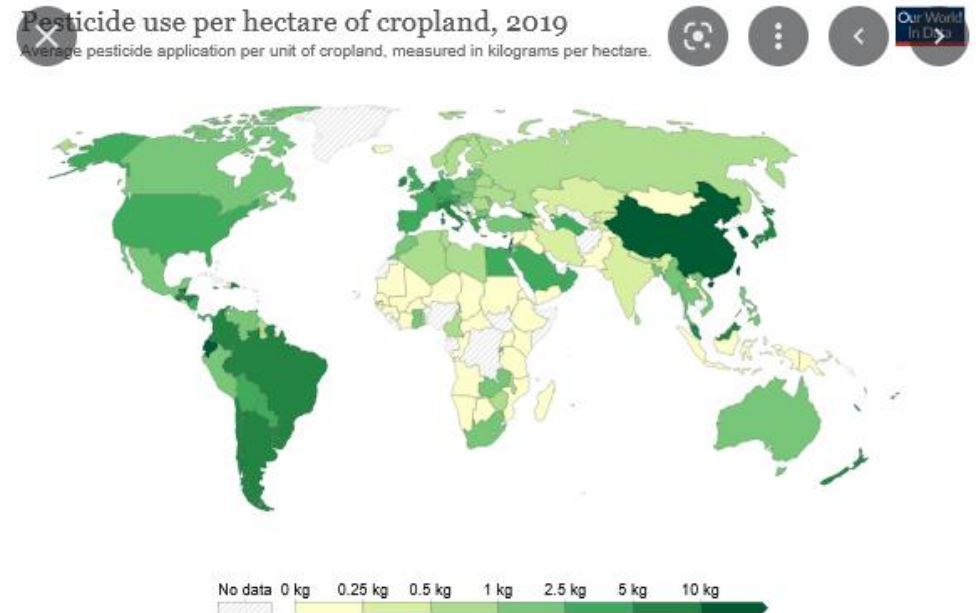 Pesticide use per hectare of cropland, 2019
Average pesticide application per unit of cropland, measured in kilograms per hectare.
Our World
in Data
No data 0 kg 0.25 kg 0.5 kg 1 kg 2.5 kg 5 kg 10 kg